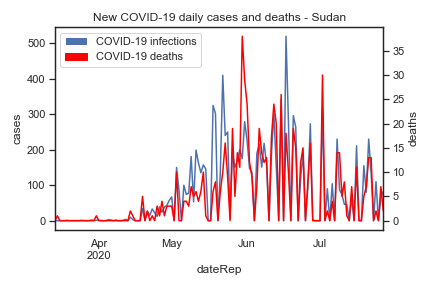 New COVID-19 daily cases and deaths - Sudan
COVID-19 infections
COVID-19 deaths
500
400
300
200
100
0
cases
35
30
25
20
15
10
5
0
deaths
Apr
2020
May
Jun
Jul
dateRep